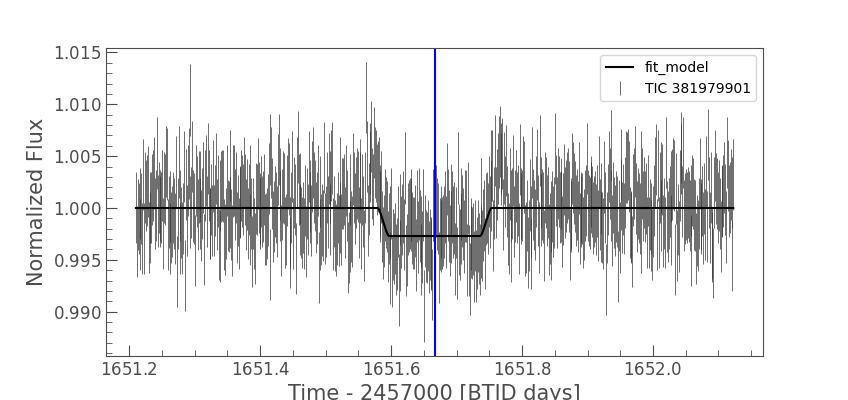 1.015
fit_model
TIC 381979901
1.010
1.005
1.000
0.995
0.990
Normalized Flux
1651.2 1651.4 1651.6 1651.8 1652.0
Time - 2457000 [BTJD days]